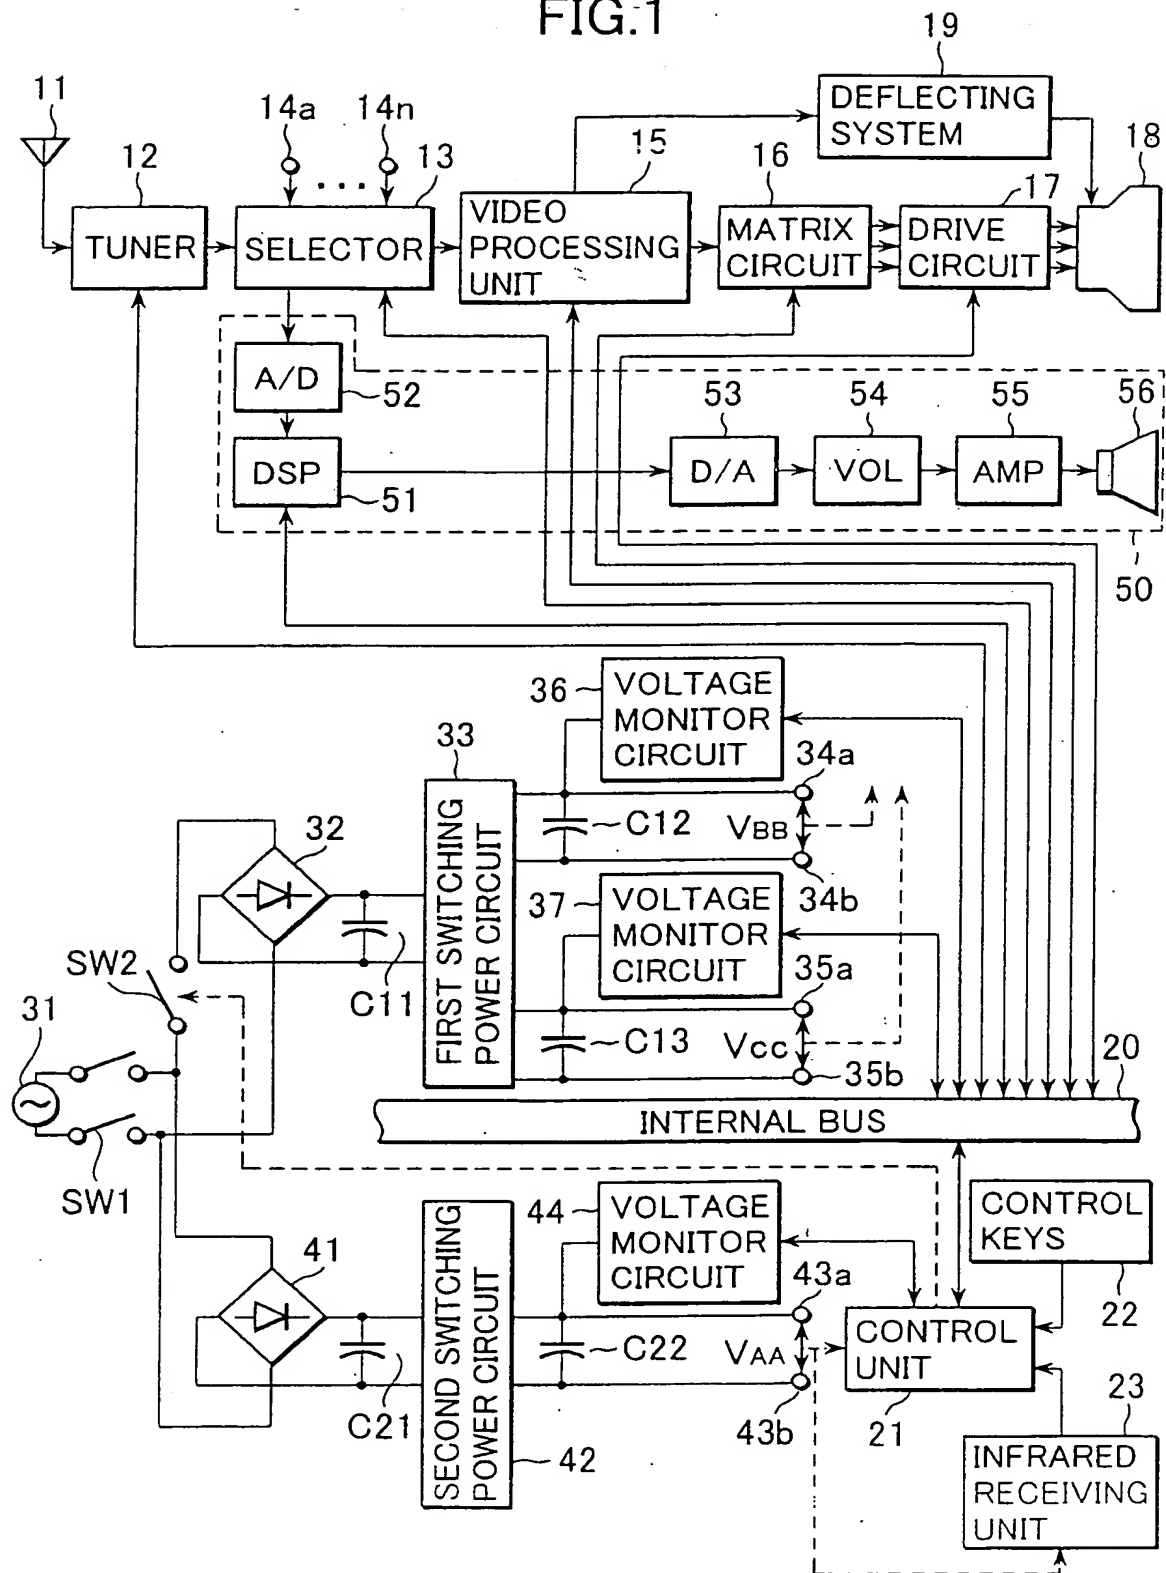 FIG.1
19
11
DEFLECTING
SYSTEM
14a
14n
12
13
15
16
17
18
TUNER
SELECTOR
VIDEO
PROCESSING
UNIT
MATRIX
CIRCUIT
DRIVE
CIRCUIT
A/D
52
53
54
55
56
DSP
51
D/A
VOL
AMP
50
36
VOLTAGE
MONITOR
CIRCUIT
33
34a
FIRST SWITCHING
POWER CIRCUIT
32
C12
VBB
34b
37
VOLTAGE
MONITOR
CIRCUIT
SW2
C11
35a
31
C13
VCC
35b
20
INTERNAL BUS
SW1
44
VOLTAGE
MONITOR
CIRCUIT
CONTROL
KEYS
22
SECOND SWITCHING
POWER CIRCUIT
41
43a
C22
VAA
CONTROL
UNIT
C21
43b
21
23
42
INFRARED
RECEIVING
UNIT